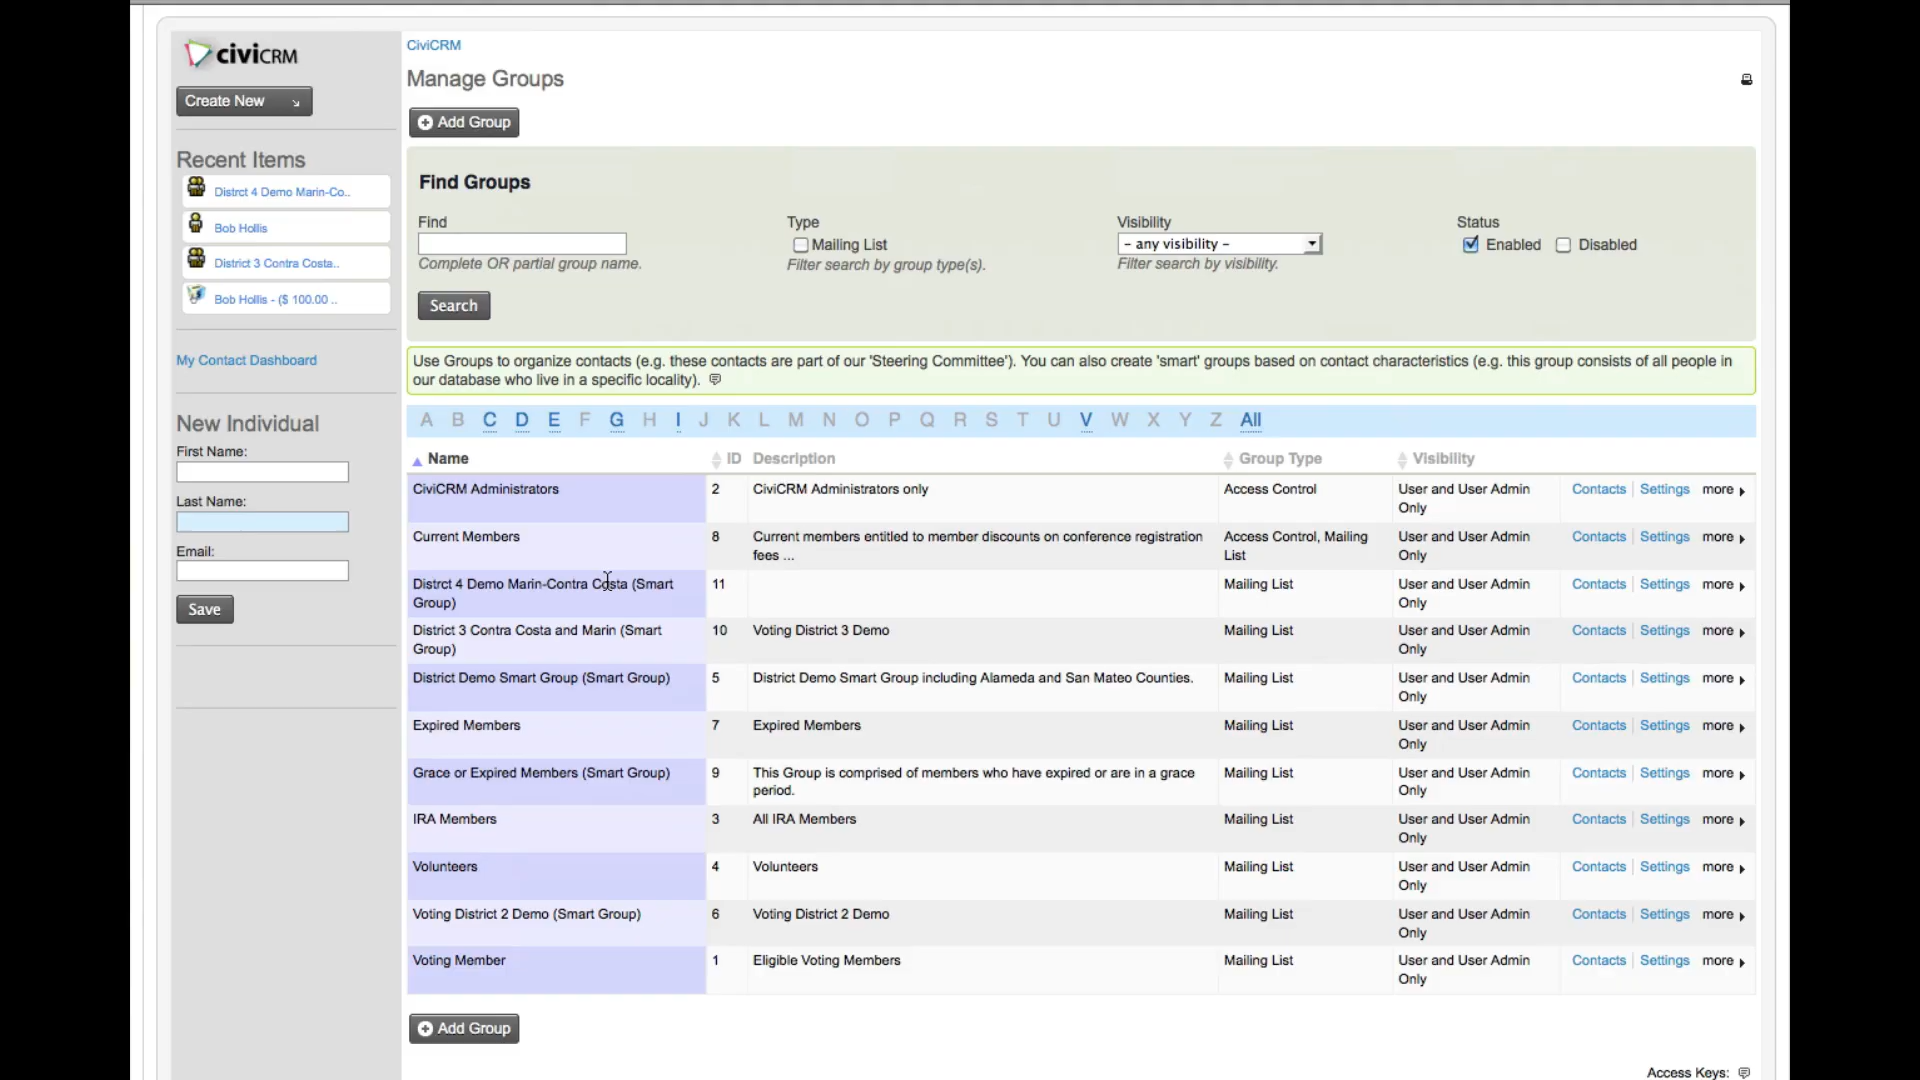 civiCRM
Create New
Recent Items
Distrct 4 Demo Marin-Co..
Bob Hollis
District 3 Contra Costa..
Bob Hollis - ($ 100.00 ..
My Contact Dashboard
New Individual
First Name:
Last Name:
Email:
Save
CiviCRM
Manage Groups
Add Group
Find Groups
Find
Complete OR partial group name.
Type
Mailing List
Filter search by group type(s).
Visibility
- any visibility -
Filter search by visibility.
Status
Enabled Disabled
Search
Use Groups to organize contacts (e.g. these contacts are part of our 'Steering Committee'). You can also create 'smart' groups based on contact characteristics (e.g. this group consists of all people in
our database who live in a specific locality).
A B C D E F G H I J K L M N O P Q R S T U V W X Y Z All
Name ID Description Group Type Visibility
CiviCRM Administrators 2 CiviCRM Administrators only Access Control User and User Admin Contacts Settings more
Only
Current Members 8 Current members entitled to member discounts on conference registration Access Control, Mailing User and User Admin Contacts Settings more
fees ... List Only
Distrct 4 Demo Marin-Contra Costa (Smart 11 Mailing List User and User Admin Contacts Settings more
Group) Only
District 3 Contra Costa and Marin (Smart 10 Voting District 3 Demo Mailing List User and User Admin Contacts Settings more
Group) Only
District Demo Smart Group (Smart Group) 5 District Demo Smart Group including Alameda and San Mateo Counties. Mailing List User and User Admin Contacts Settings more
Only
Expired Members 7 Expired Members Mailing List User and User Admin Contacts Settings more
Only
Grace or Expired Members (Smart Group) 9 This Group is comprised of members who have expired or are in a grace Mailing List User and User Admin Contacts Settings more
period. Only
IRA Members 3 All IRA Members Mailing List User and User Admin Contacts Settings more
Only
Volunteers 4 Volunteers Mailing List User and User Admin Contacts Settings more
Only
Voting District 2 Demo (Smart Group) 6 Voting District 2 Demo Mailing List User and User Admin Contacts Settings more
Only
Voting Member 1 Eligible Voting Members Mailing List User and User Admin Contacts Settings more
Only
Add Group
Access Keys: